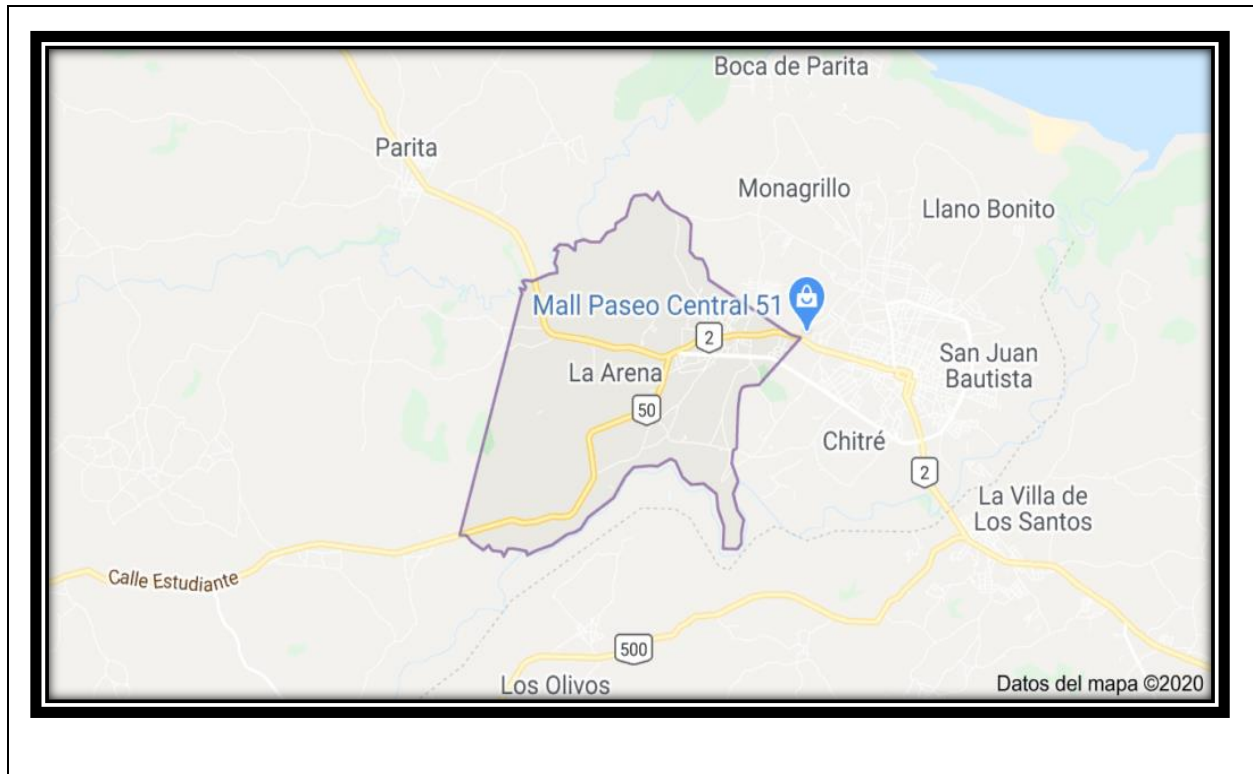 Boca de Parita
Parita
Monagrillo
Llano Bonito
Mall Paseo Central 51
2
San Juan
Bautista
La Arena
50
Chitré
2
La Villa de
Los Santos
Calle Estudiante
500
Los Olivos
Datos del mapa ©2020